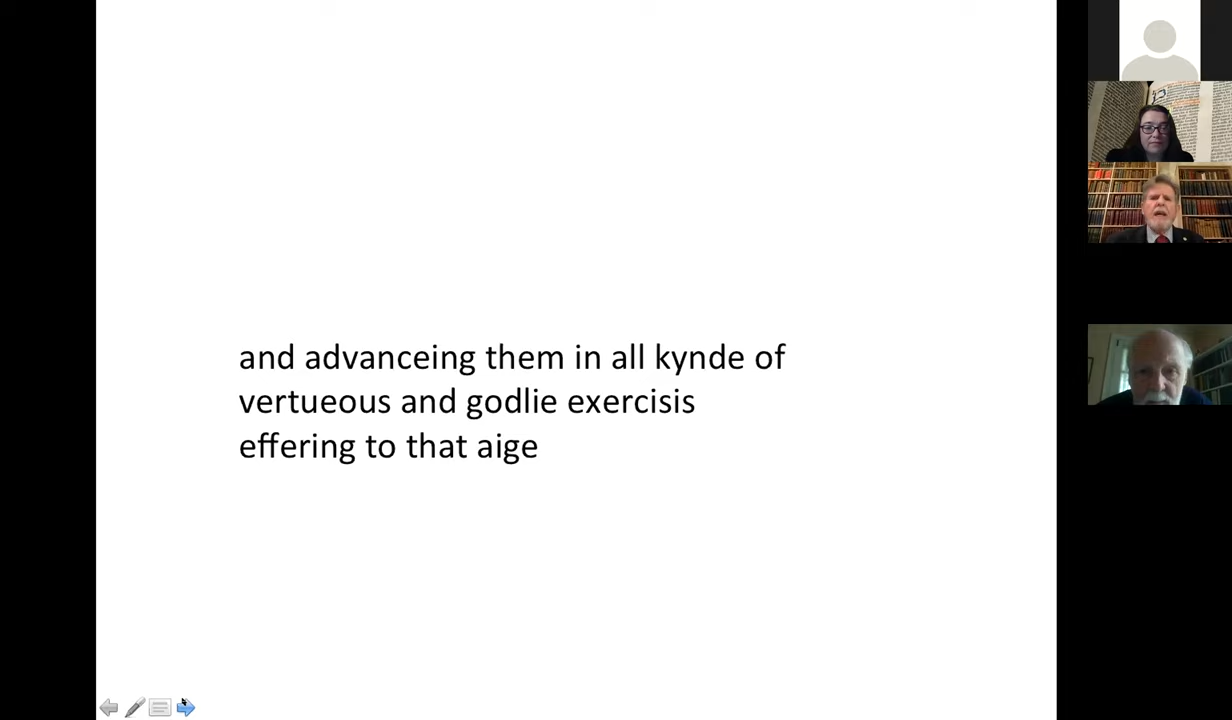 and advanceing them in all kynde of
vertueous and godlie exercisis
effering to that aige